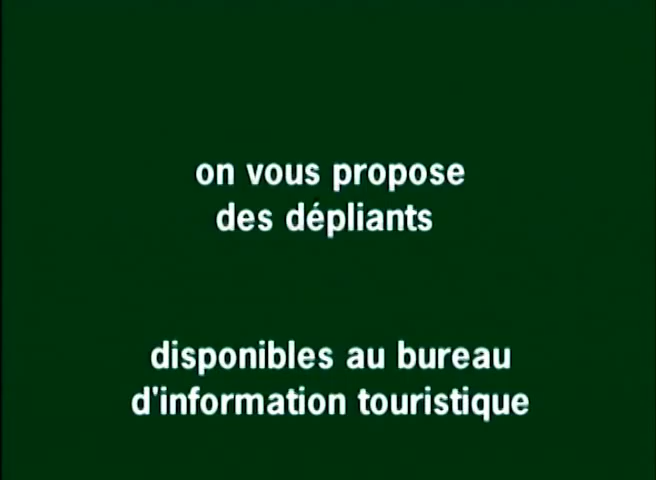 on vous propose
des dépliants
disponibles au bureau
d'information touristique